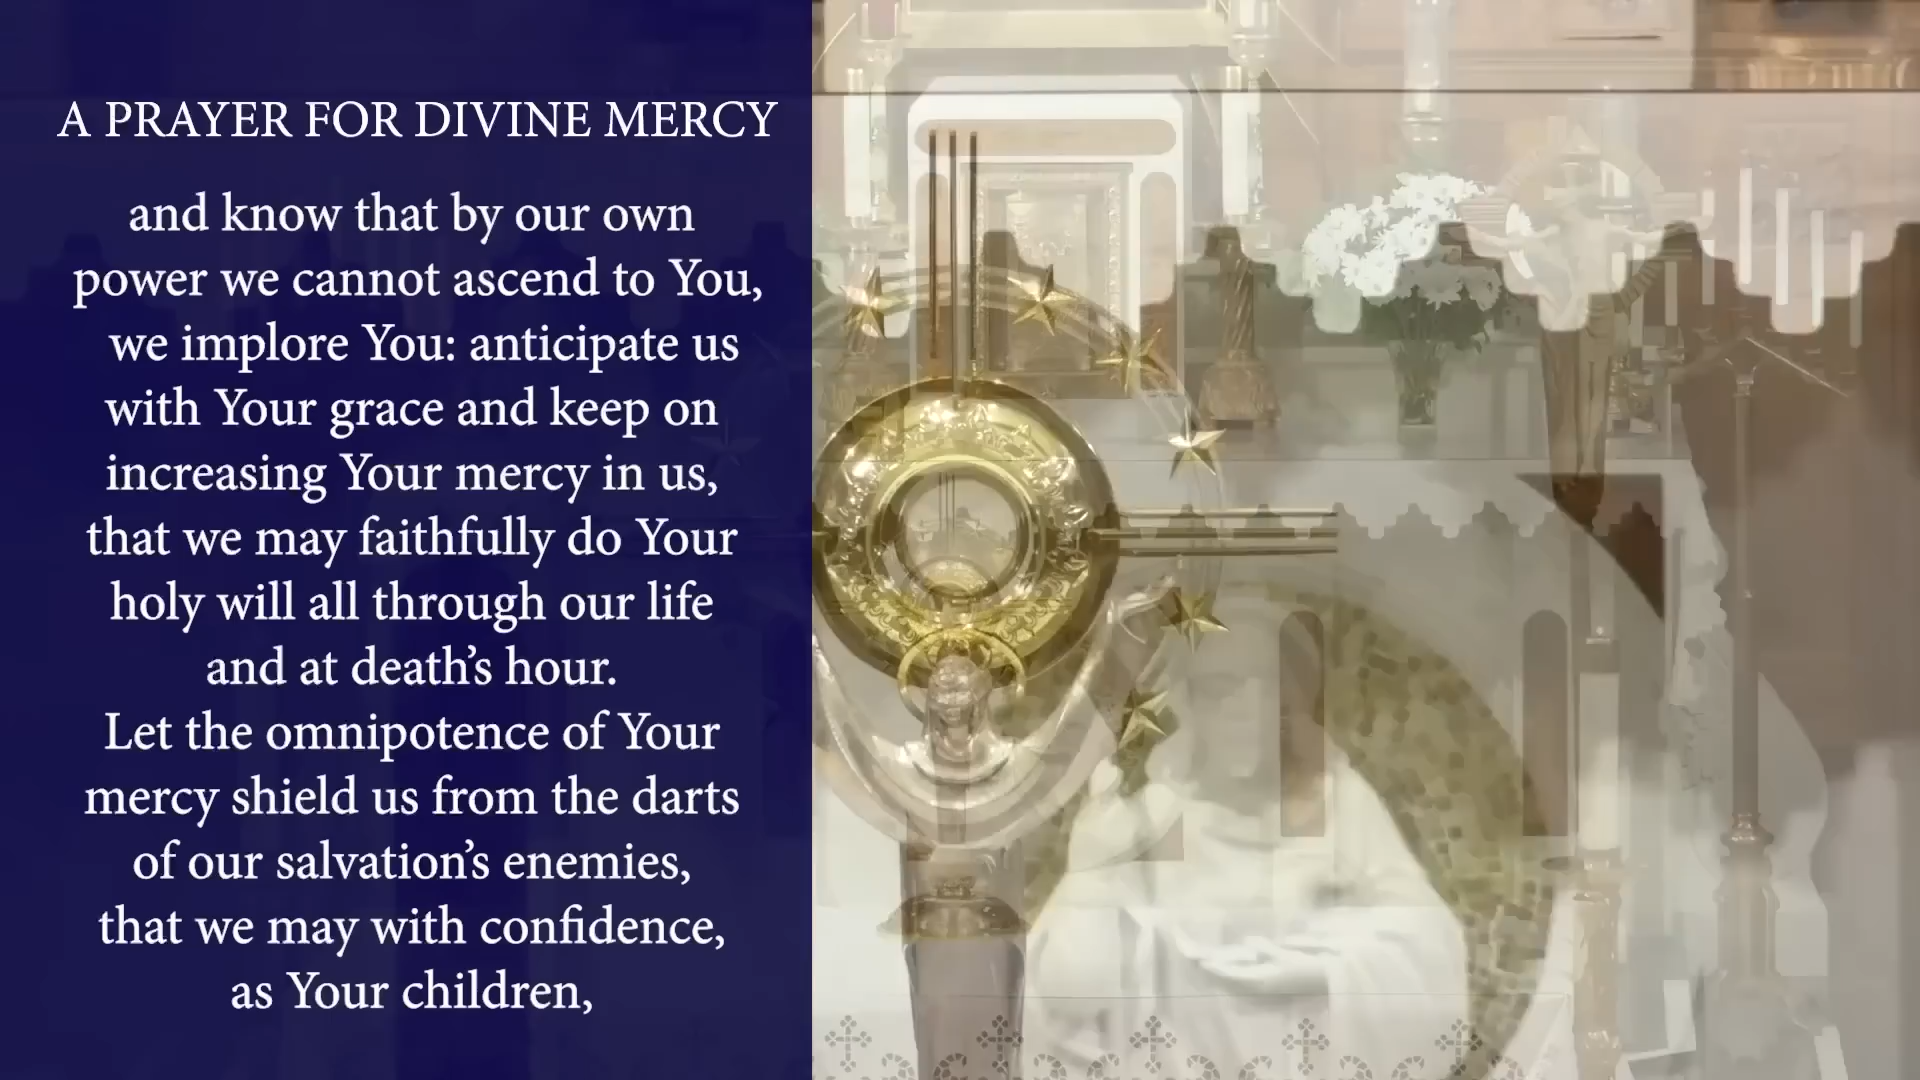 A PRAYER FOR DIVINE MERCY
and know that by our own
power we cannot ascend to You,
we implore You: anticipate us
with Your grace and keep on
increasing Your mercy in us,
that we may faithfully do Your
holy will all through our life
and at death’s hour.
Let the omnipotence of Your
mercy shield us from the darts
of our salvation’s enemies,
that we may with confidence,
as Your children,